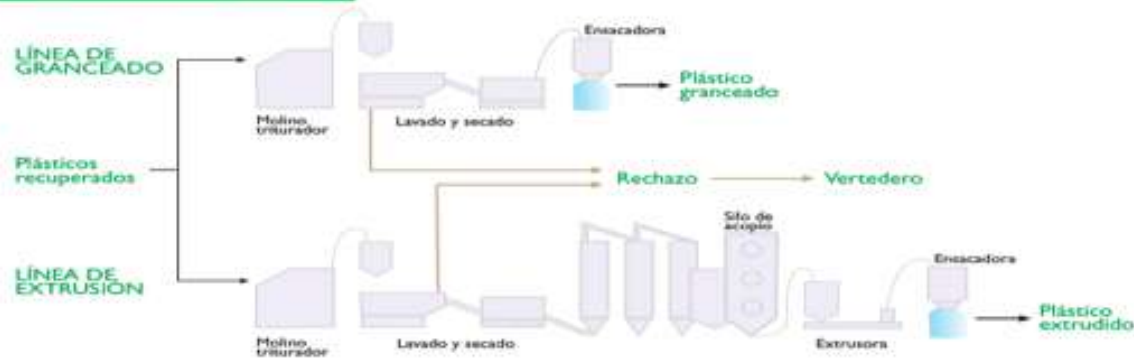 Ensacadora
LÍNEA DE
GRANCEADO
Plástico
granceado
Molino
triturador
Lavado y secado
Plásticos
recuperados
Rechazo
Vertedero
Silo de
acopio
LÍNEA DE
EXTRUSIÓN
Ensacadora
Plástico
extrudido
Molino
triturador
Lavado y secado
Extrusora